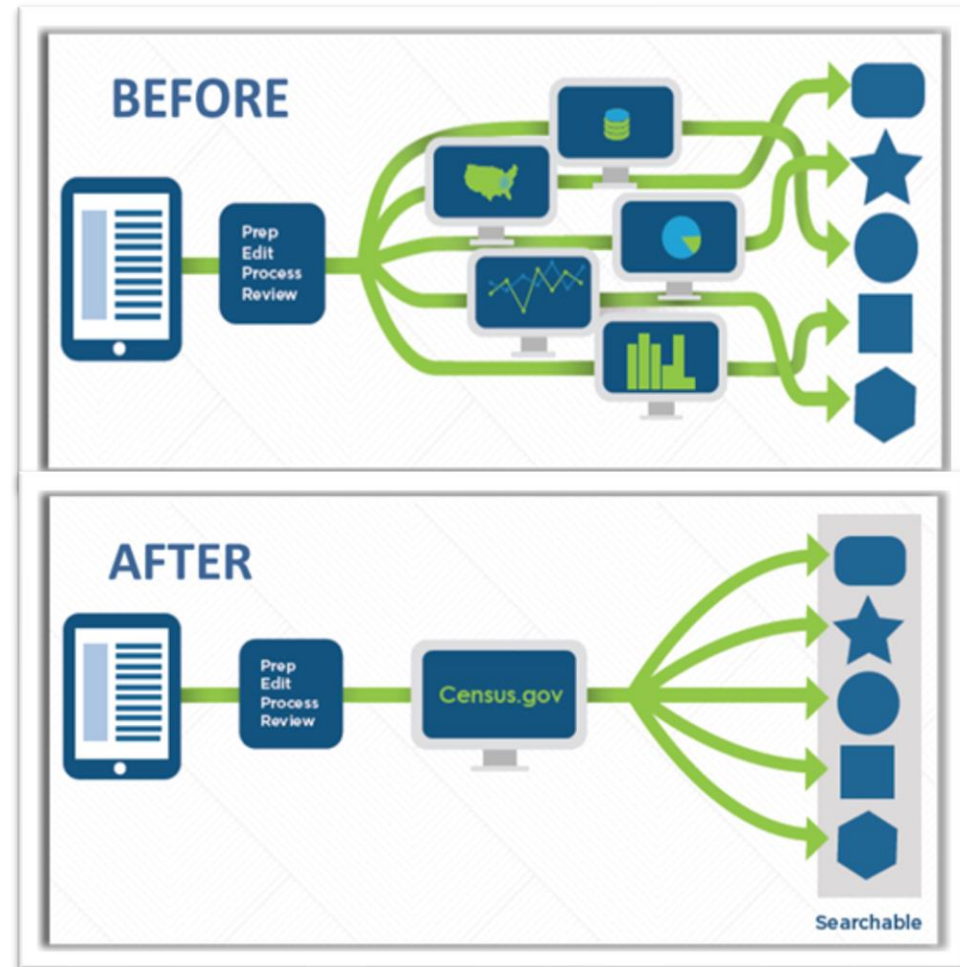 BEFORE
Prep
Edit
Process
Review
AFTER
Prep
Edit
Process
Review
Census.gov
Searchable